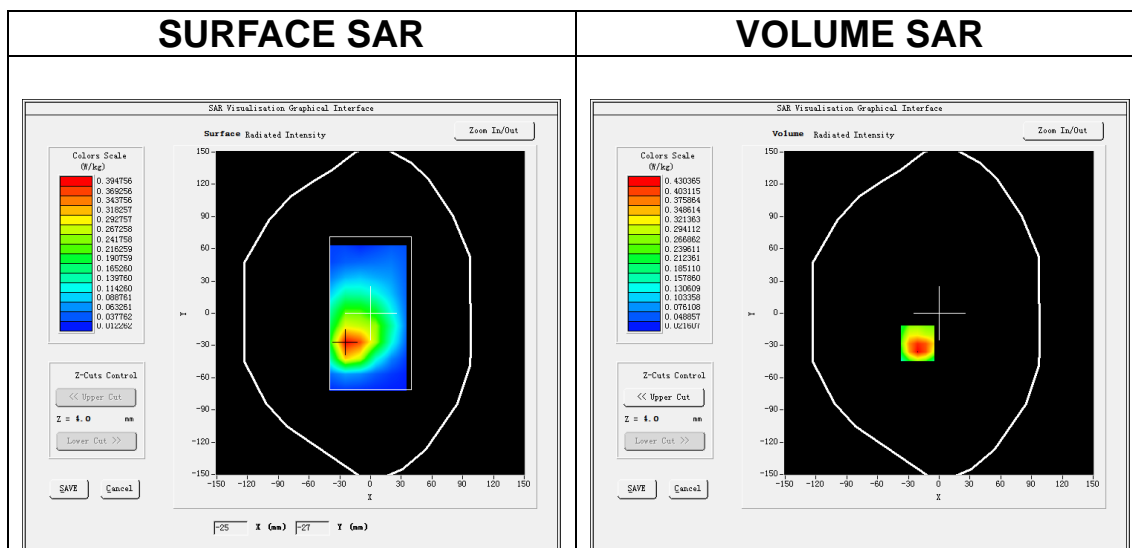 SURFACE SAR
VOLUME SAR
SAR Visualisation Graphical Interface
Surface Radiated Intensity
Zoom In/Out
Colors Scale
(W/kg)
0.394756
0.369256
0.343756
0.318257
0.292757
0.267258
0.241758
0.216259
0.190759
0.165260
0.139760
0.114260
0.088761
0.063261
0.037762
0.012262
150
120
90
60
30
0
-30
-60
-90
-120
-150
Y
-150 -120 -90 -60 -30 0 30 60 90 120 150
X
Z-Cuts Control
<< Upper Cut
Z = 4.0 mm
Lower Cut >>
SAVE Cancel
-25 X (mm) -27 Y (mm)
SAR Visualisation Graphical Interface
Volume Radiated Intensity
Zoom In/Out
Colors Scale
(W/kg)
0.430365
0.403115
0.375864
0.348614
0.321363
0.294112
0.266862
0.239611
0.212361
0.185110
0.157860
0.130609
0.103358
0.076108
0.048857
0.021607
150
120
90
60
30
0
-30
-60
-90
-120
-150
Y
-150 -120 -90 -60 -30 0 30 60 90 120 150
X
Z-Cuts Control
<< Upper Cut
Z = 4.0 mm
Lower Cut >>
SAVE Cancel